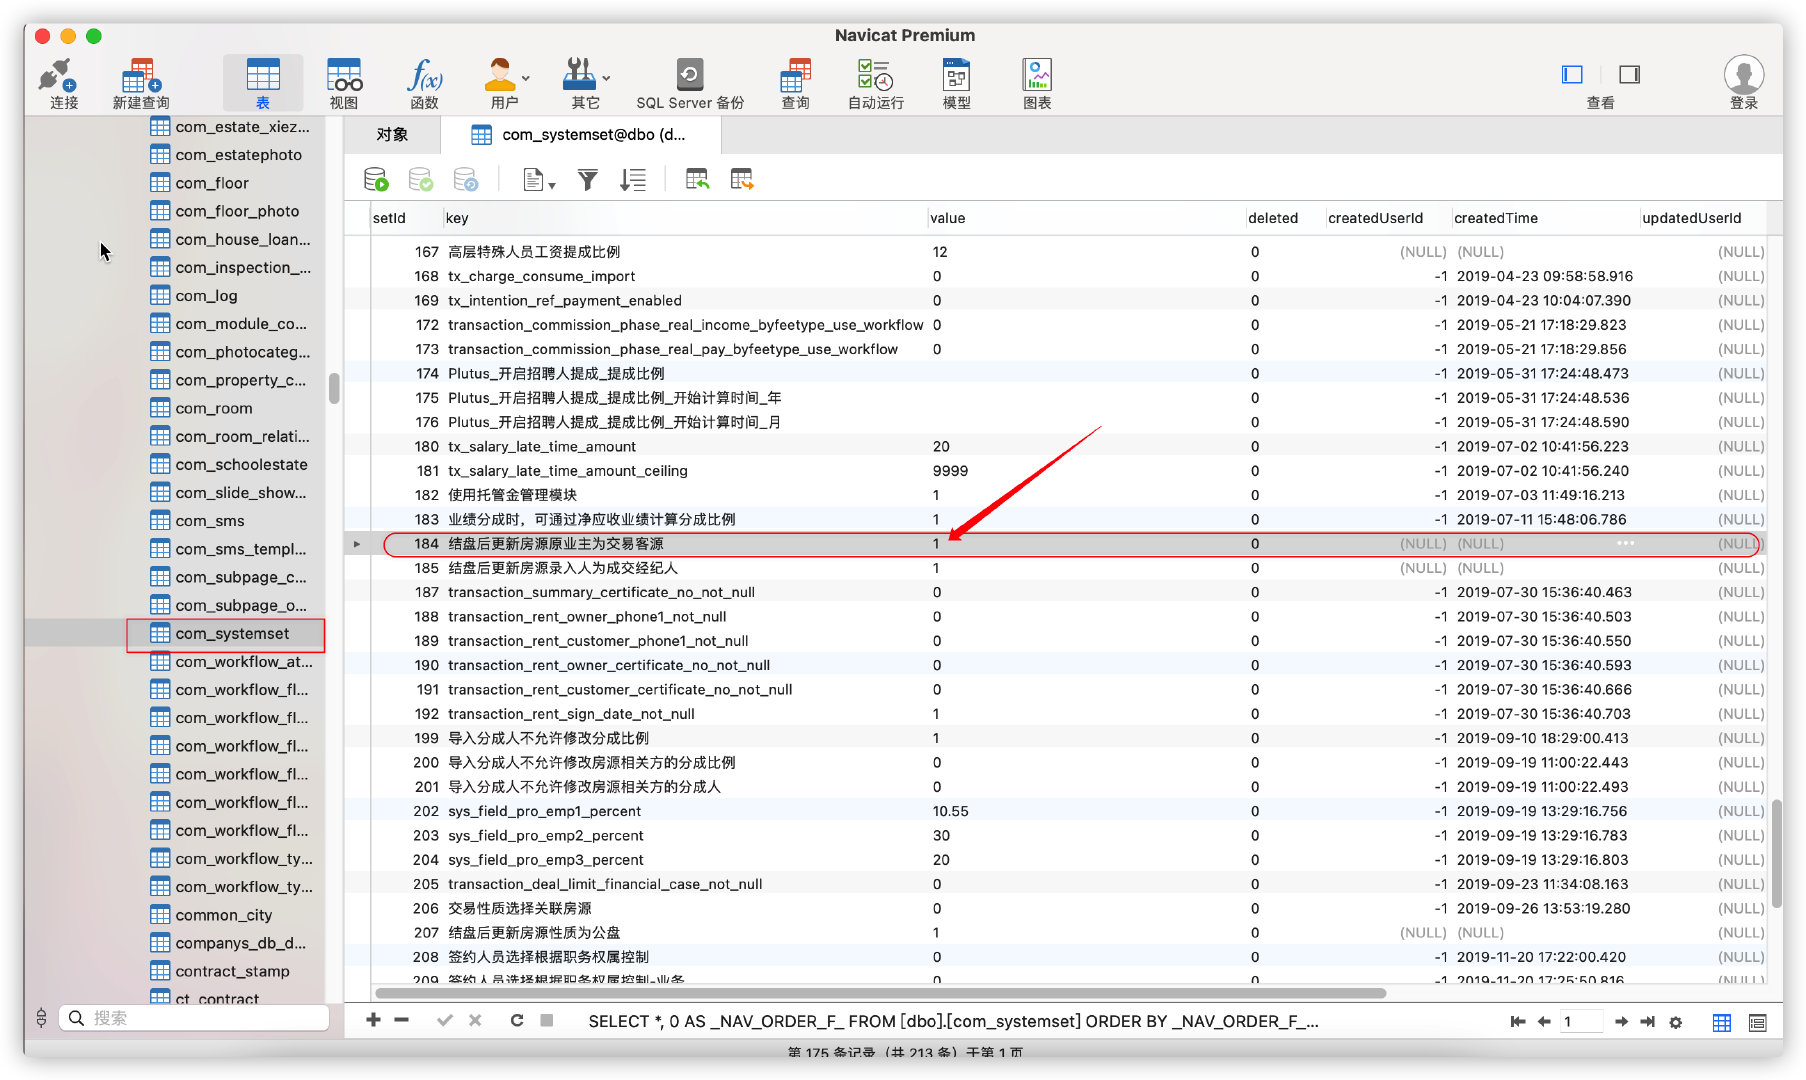 Navicat Premium
连接
新建查询
表
视图
函数
用户
其它
SQL Server 备份
查询
自动运行
模型
图表
查看
登录
com_estate_xiez...
com_estatephoto
com_floor
com_floor_photo
com_house_loan...
com_inspection_...
com_log
com_module_co...
com_photocateg...
com_property_c...
com_room
com_room_relati...
com_schoolestate
com_slide_show...
com_sms
com_sms_templ...
com_subpage_c...
com_subpage_o...
com_systemset
com_workflow_at...
com_workflow_fl...
com_workflow_fl...
com_workflow_fl...
com_workflow_fl...
com_workflow_fl...
com_workflow_fl...
com_workflow_ty...
com_workflow_ty...
common_city
companys_db_d...
contract_stamp
ct_contract
搜索
对象
com_systemset@dbo (d...
setId key value deleted createdUserId createdTime updatedUserId
167 高层特殊人员工资提成比例 12 0 (NULL) (NULL) (NULL)
168 tx_charge_consume_import 0 0 -1 2019-04-23 09:58:58.916 (NULL)
169 tx_intention_ref_payment_enabled 0 0 -1 2019-04-23 10:04:07.390 (NULL)
172 transaction_commission_phase_real_income_byfeetype_use_workflow 0 0 -1 2019-05-21 17:18:29.823 (NULL)
173 transaction_commission_phase_real_pay_byfeetype_use_workflow 0 0 -1 2019-05-21 17:18:29.856 (NULL)
174 Plutus_开启招聘人提成_提成比例 0 -1 2019-05-31 17:24:48.473 (NULL)
175 Plutus_开启招聘人提成_提成比例_开始计算时间_年 0 -1 2019-05-31 17:24:48.536 (NULL)
176 Plutus_开启招聘人提成_提成比例_开始计算时间_月 0 -1 2019-05-31 17:24:48.590 (NULL)
180 tx_salary_late_time_amount 20 0 -1 2019-07-02 10:41:56.223 (NULL)
181 tx_salary_late_time_amount_ceiling 9999 0 -1 2019-07-02 10:41:56.240 (NULL)
182 使用托管金管理模块 1 0 -1 2019-07-03 11:49:16.213 (NULL)
183 业绩分成时，可通过净应收业绩计算分成比例 1 0 -1 2019-07-11 15:48:06.786 (NULL)
184 结盘后更新房源原业主为交易客源 1 0 (NULL) (NULL) ••• (NULL)
185 结盘后更新房源录入人为成交经纪人 1 0 (NULL) (NULL) (NULL)
187 transaction_summary_certificate_no_not_null 0 0 -1 2019-07-30 15:36:40.463 (NULL)
188 transaction_rent_owner_phone1_not_null 0 0 -1 2019-07-30 15:36:40.503 (NULL)
189 transaction_rent_customer_phone1_not_null 0 0 -1 2019-07-30 15:36:40.550 (NULL)
190 transaction_rent_owner_certificate_no_not_null 0 0 -1 2019-07-30 15:36:40.593 (NULL)
191 transaction_rent_customer_certificate_no_not_null 0 0 -1 2019-07-30 15:36:40.666 (NULL)
192 transaction_rent_sign_date_not_null 1 0 -1 2019-07-30 15:36:40.703 (NULL)
199 导入分成人不允许修改分成比例 1 0 -1 2019-09-10 18:29:00.413 (NULL)
200 导入分成人不允许修改房源相关方的分成比例 0 0 -1 2019-09-19 11:00:22.443 (NULL)
201 导入分成人不允许修改房源相关方的分成人 0 0 -1 2019-09-19 11:00:22.493 (NULL)
202 sys_field_pro_emp1_percent 10.55 0 -1 2019-09-19 13:29:16.756 (NULL)
203 sys_field_pro_emp2_percent 30 0 -1 2019-09-19 13:29:16.783 (NULL)
204 sys_field_pro_emp3_percent 20 0 -1 2019-09-19 13:29:16.803 (NULL)
205 transaction_deal_limit_financial_case_not_null 0 0 -1 2019-09-23 11:34:08.163 (NULL)
206 交易性质选择关联房源 0 0 -1 2019-09-26 13:53:19.280 (NULL)
207 结盘后更新房源性质为公盘 1 0 (NULL) (NULL) (NULL)
208 签约人员选择根据职务权属控制 0 0 -1 2019-11-20 17:22:00.420 (NULL)
209 签约人员选择根据职务权属控制-业务 0 0 -1 2019-11-20 17:25:50.816 (NULL)
SELECT *, 0 AS _NAV_ORDER_F_ FROM [dbo].[com_systemset] ORDER BY _NAV_ORDER_F_...
1
第 175 条记录（共 213 条）于第 1 页